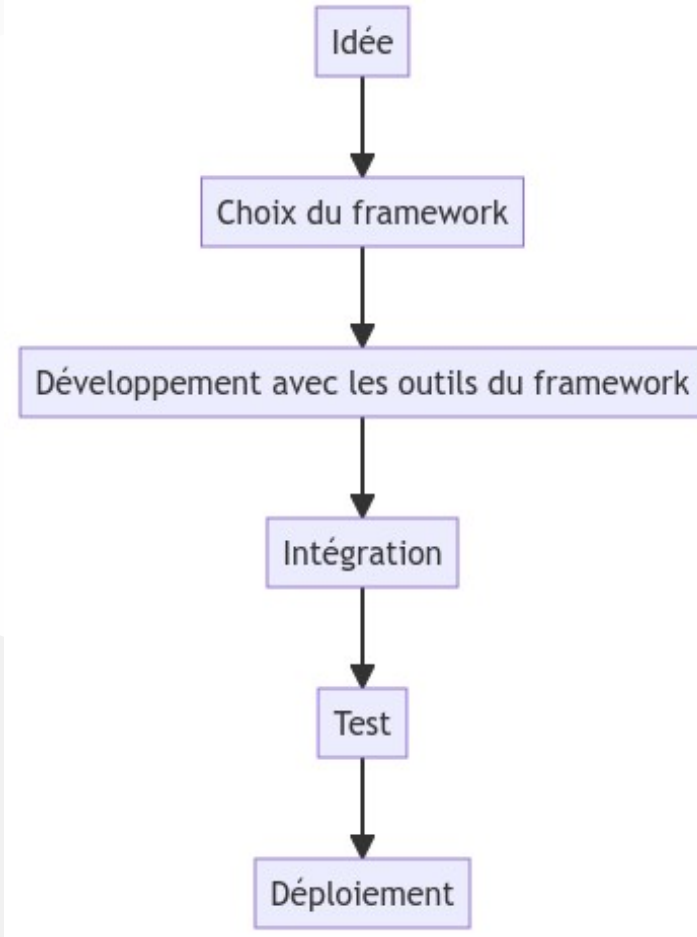 Idée
Choix du framework
Développement avec les outils du framework
Intégration
Test
Déploiement